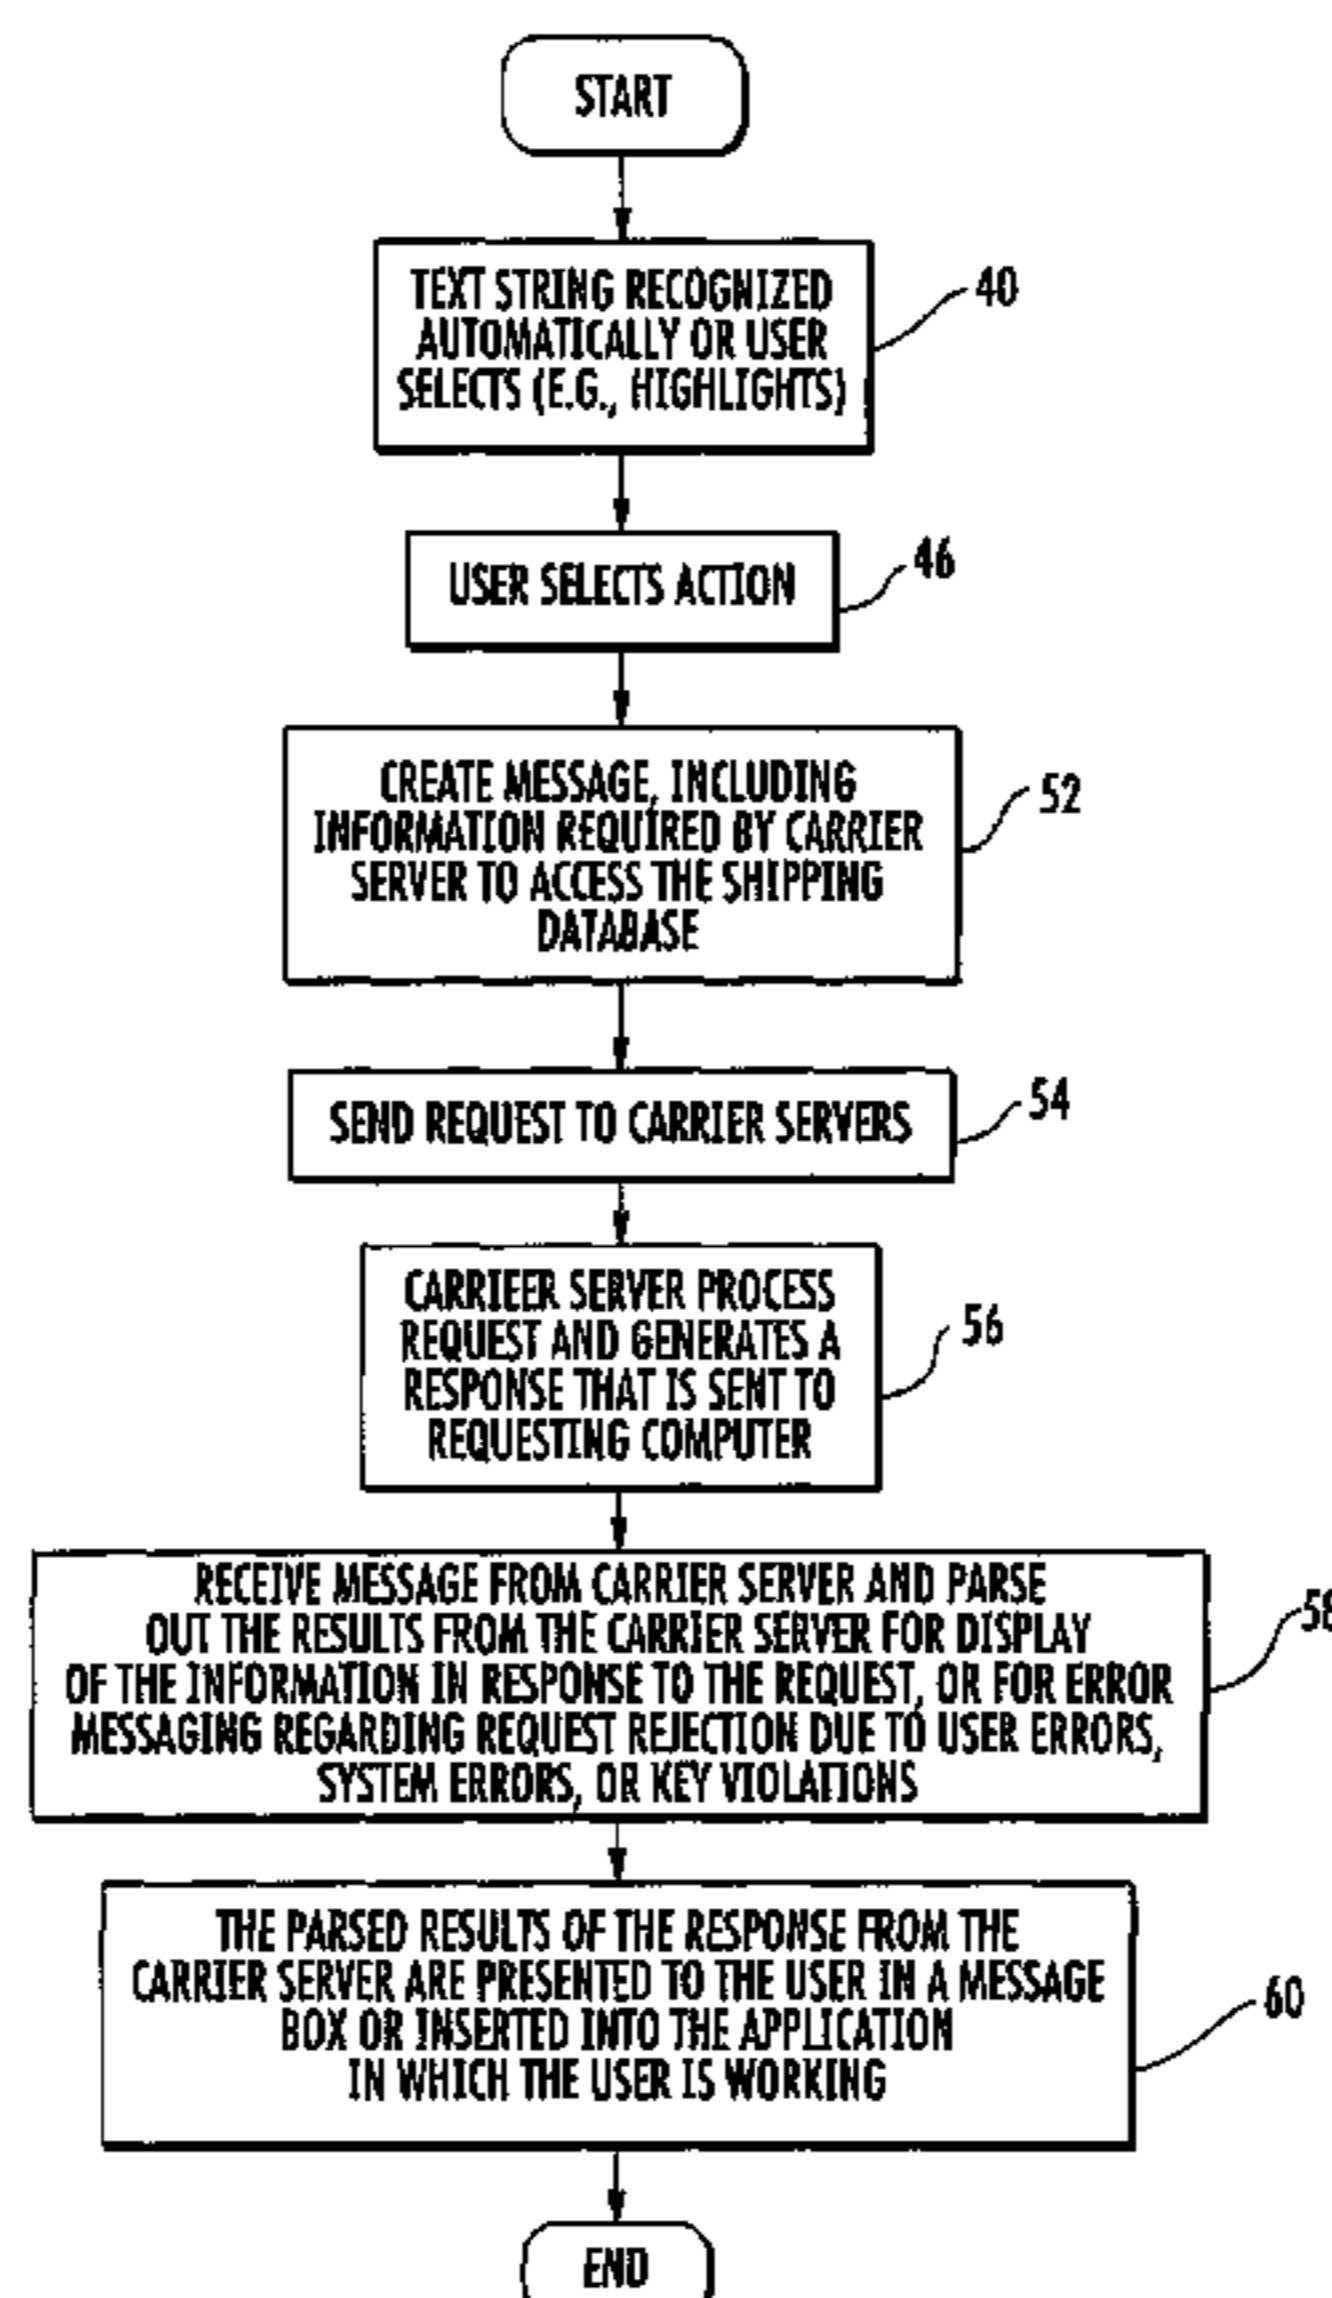 START
TEXT STRING RECOGNIZED
AUTOMATICALLY OR USER
SELECTS (E.G., HIGHLIGHTS)
40
USER SELECTS ACTION
46
CREATE MESSAGE, INCLUDING
INFORMATION REQUIRED BY CARRIER
SERVER TO ACCESS THE SHIPPING
DATABASE
52
SEND REQUEST TO CARRIER SERVERS
54
CARRIEER SERVER PROCESS
REQUEST AND GENERATES A
RESPONSE THAT IS SENT TO
REQUESTING COMPUTER
56
RECEIVE MESSAGE FROM CARRIER SERVER AND PARSE
OUT THE RESULTS FROM THE CARRIER SERVER FOR DISPLAY
OF THE INFORMATION IN RESPONSE TO THE REQUEST, OR FOR ERROR
MESSAGING REGARDING REQUEST REJECTION DUE TO USER ERRORS,
SYSTEM ERRORS, OR KEY VIOLATIONS
58
THE PARSED RESULTS OF THE RESPONSE FROM THE
CARRIER SERVER ARE PRESENTED TO THE USER IN A MESSAGE
BOX OR INSERTED INTO THE APPLICATION
IN WHICH THE USER IS WORKING
60
END